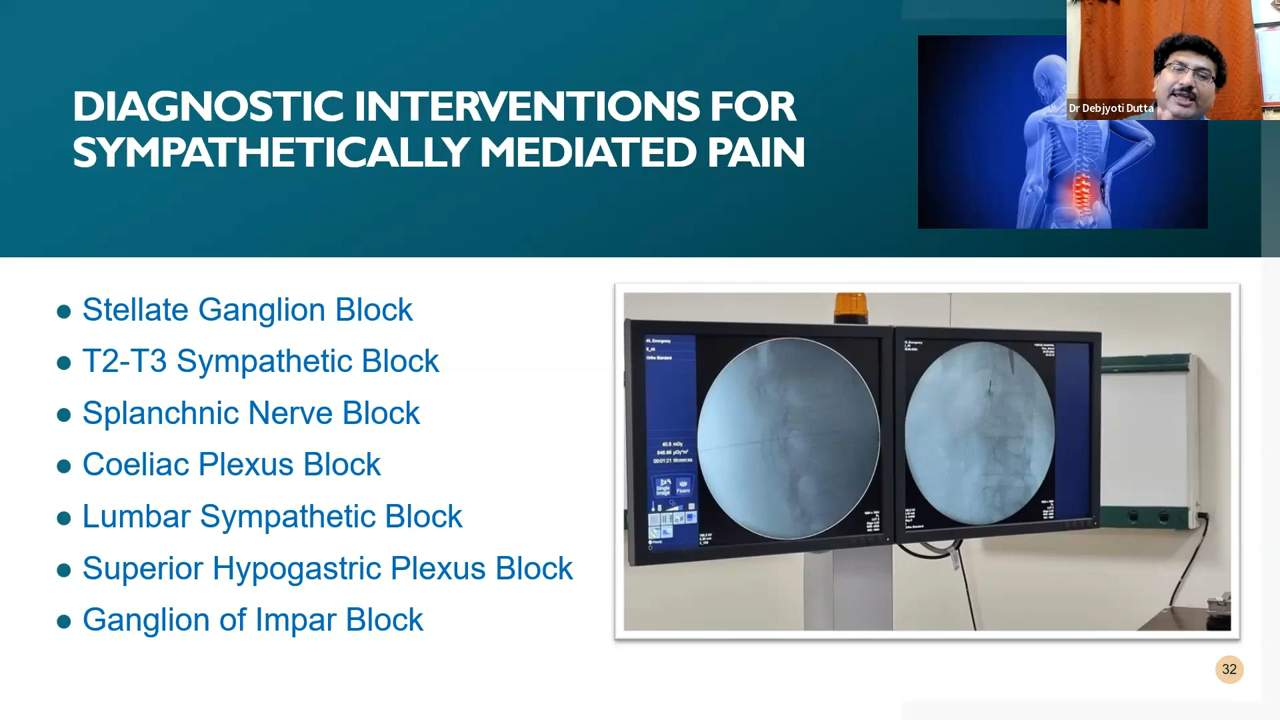 DIAGNOSTIC INTERVENTIONS FOR
SYMPATHETICALLY MEDIATED PAIN
Dr Debjyoti Dutta
● Stellate Ganglion Block
● T2-T3 Sympathetic Block
● Splanchnic Nerve Block
● Coeliac Plexus Block
● Lumbar Sympathetic Block
● Superior Hypogastric Plexus Block
● Ganglion of Impar Block
32